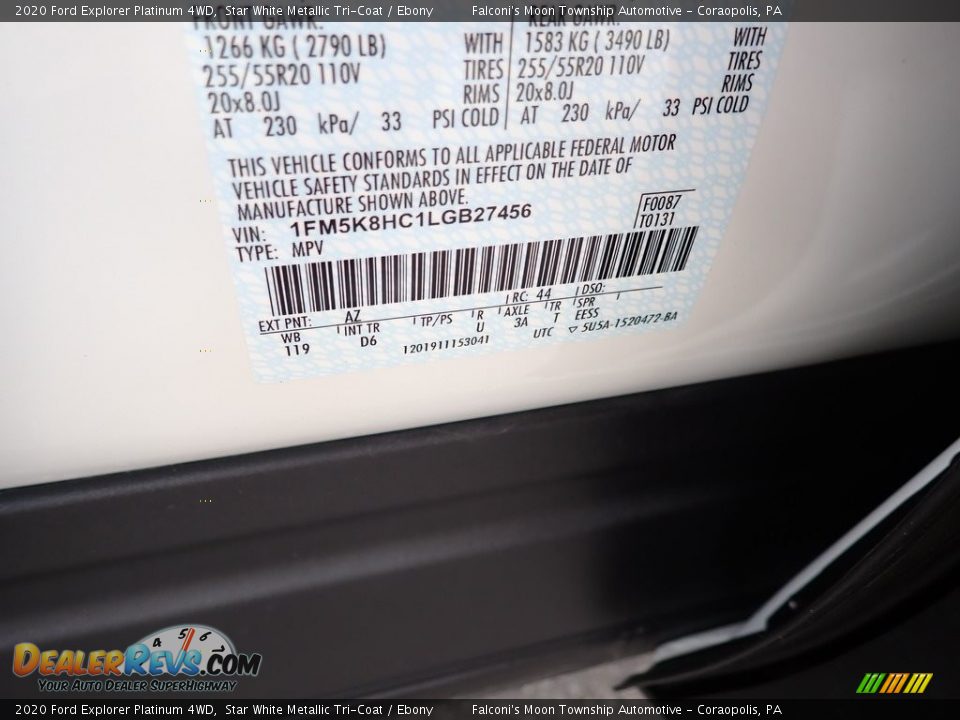 2020 Ford Explorer Platinum 4WD, Star White Metallic Tri-Coat / Ebony Falconi's Moon Township Automotive - Coraopolis, PA
FRONT GAWR: REAR GAWR:
1266 KG ( 2790 LB) WITH 1583 KG ( 3490 LB) WITH
255/55R20 110V TIRES 255/55R20 110V TIRES
20x8.0J RIMS 20x8.0J RIMS
AT 230 kPa/ 33 PSI COLD AT 230 kPa/ 33 PSI COLD
THIS VEHICLE CONFORMS TO ALL APPLICABLE FEDERAL MOTOR
VEHICLE SAFETY STANDARDS IN EFFECT ON THE DATE OF
MANUFACTURE SHOWN ABOVE.
VIN: 1FM5K8HC1LGB27456 F0087
TYPE: MPV T0131
EXT PNT: AZ RC: 44 DSO:
WB INT TR TP/PS R AXLE TR SPR
119 D6 U 3A T EESS
1201911153041 UTC ▽ 5U5A-1520472-BA
4 5 6
DealerRevs.com
Your Auto Dealer SuperHighway
2020 Ford Explorer Platinum 4WD, Star White Metallic Tri-Coat / Ebony Falconi's Moon Township Automotive - Coraopolis, PA